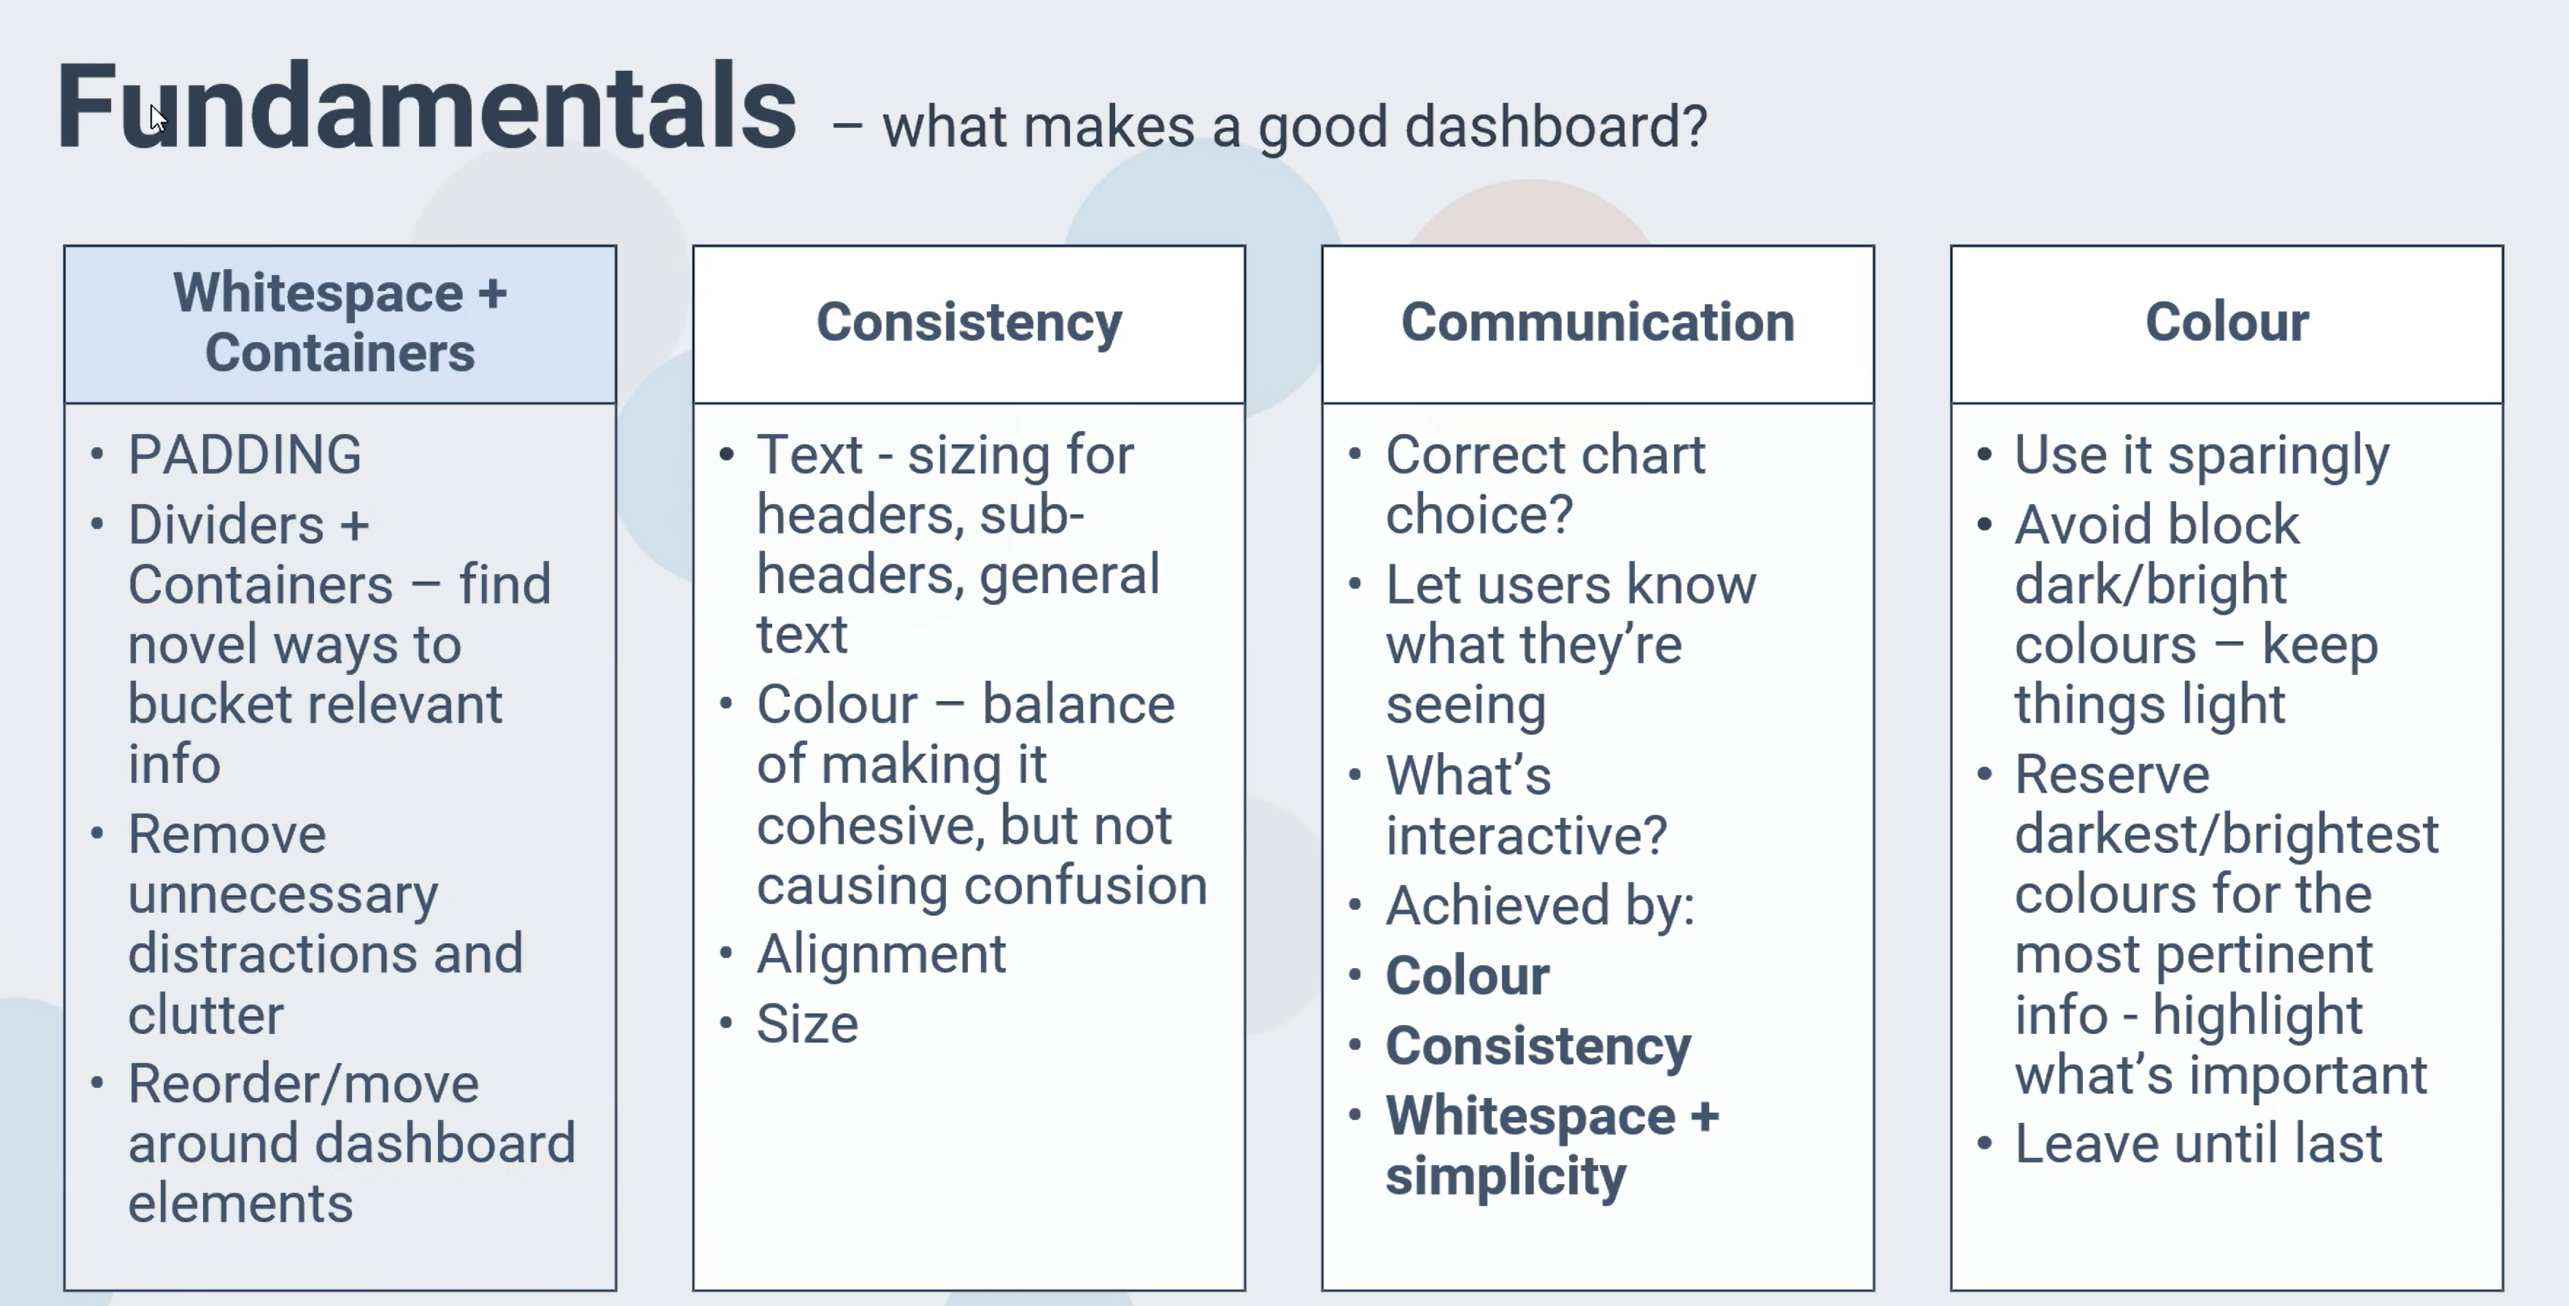 Fundamentals – what makes a good dashboard?
Whitespace +
Containers
• PADDING
• Dividers +
Containers – find
novel ways to
bucket relevant
info
• Remove
unnecessary
distractions and
clutter
• Reorder/move
around dashboard
elements
Consistency
• Text - sizing for
headers, sub-
headers, general
text
• Colour – balance
of making it
cohesive, but not
causing confusion
• Alignment
• Size
Communication
• Correct chart
choice?
• Let users know
what they’re
seeing
• What’s
interactive?
• Achieved by:
• Colour
• Consistency
• Whitespace +
simplicity
Colour
• Use it sparingly
• Avoid block
dark/bright
colours – keep
things light
• Reserve
darkest/brightest
colours for the
most pertinent
info - highlight
what’s important
• Leave until last